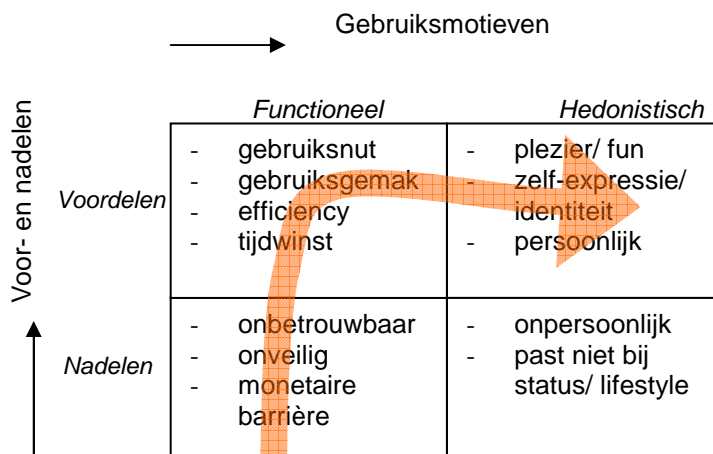 Gebruiksmotieven
Voor- en nadelen
Functioneel
Hedonistisch
Voordelen
- gebruiksnut
- gebruiksgemak
- efficiency
- tijdwinst
- plezier/ fun
- zelf-expressie/
identiteit
- persoonlijk
Nadelen
- onbetrouwbaar
- onveilig
- monetaire
barrière
- onpersoonlijk
- past niet bij
status/ lifestyle